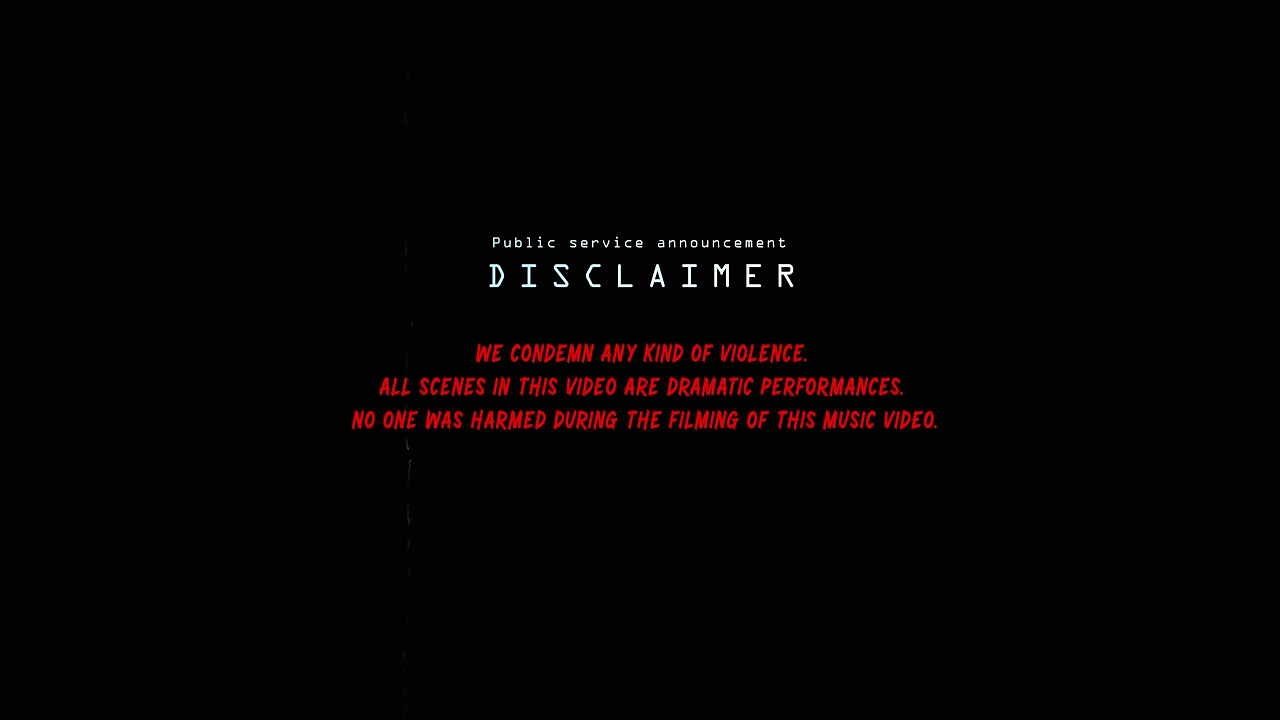 Public service announcement
DISCLAIMER
WE CONDEMN ANY KIND OF VIOLENCE.
ALL SCENES IN THIS VIDEO ARE DRAMATIC PERFORMANCES.
NO ONE WAS HARMED DURING THE FILMING OF THIS MUSIC VIDEO.